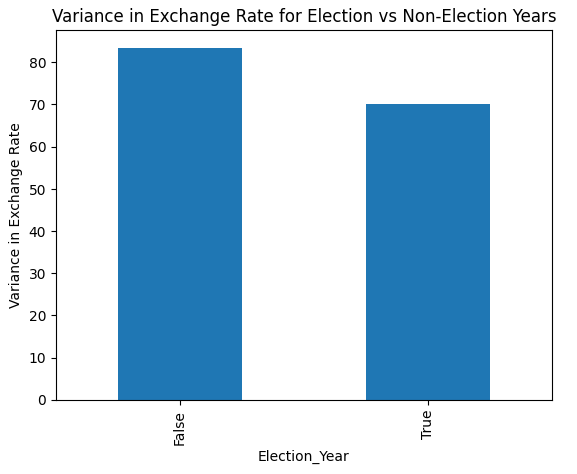 Variance in Exchange Rate for Election vs Non-Election Years
Variance in Exchange Rate
80
70
60
50
40
30
20
10
0
False
True
Election_Year